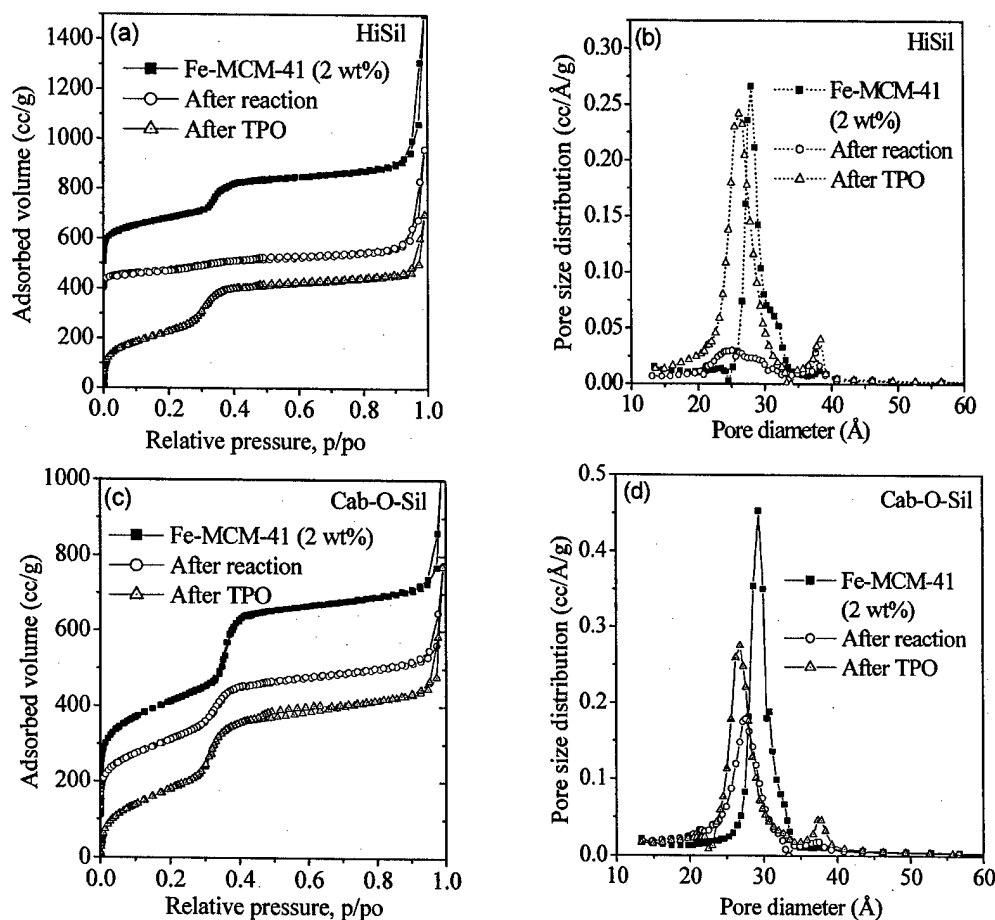 (a) HiSil
Fe-MCM-41 (2 wt%)
After reaction
After TPO
1400
1200
1000
800
600
400
200
0
Adsorbed volume (cc/g)
0.0 0.2 0.4 0.6 0.8 1.0
Relative pressure, p/po
(b) HiSil
Fe-MCM-41
(2 wt%)
After reaction
After TPO
0.30
0.25
0.20
0.15
0.10
0.05
0.00
Pore size distribution (cc/Å/g)
10 20 30 40 50 60
Pore diameter (Å)
(c) Cab-O-Sil
Fe-MCM-41 (2 wt%)
After reaction
After TPO
1000
800
600
400
200
0
Adsorbed volume (cc/g)
0.0 0.2 0.4 0.6 0.8 1.0
Relative pressure, p/po
(d) Cab-O-Sil
Fe-MCM-41
(2 wt%)
After reaction
After TPO
0.5
0.4
0.3
0.2
0.1
0.0
Pore size distribution (cc/Å/g)
10 20 30 40 50 60
Pore diameter (Å)